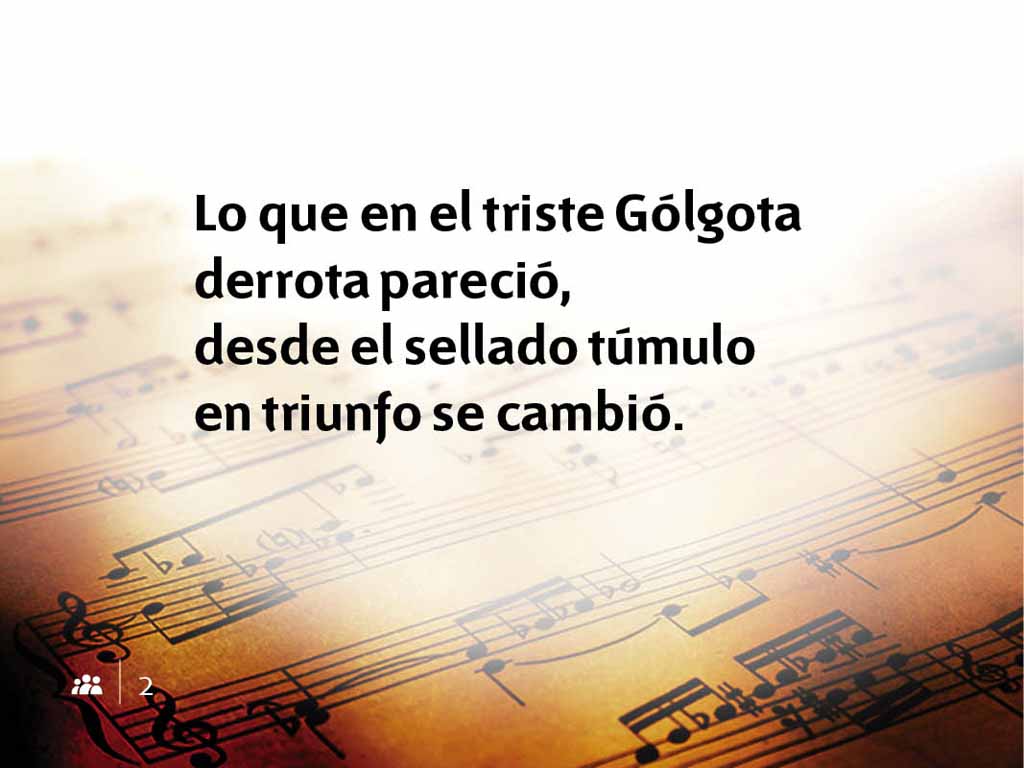 Lo que en el triste Gólgota
derrota pareció,
desde el sellado túmulo
en triunfo se cambió.
2